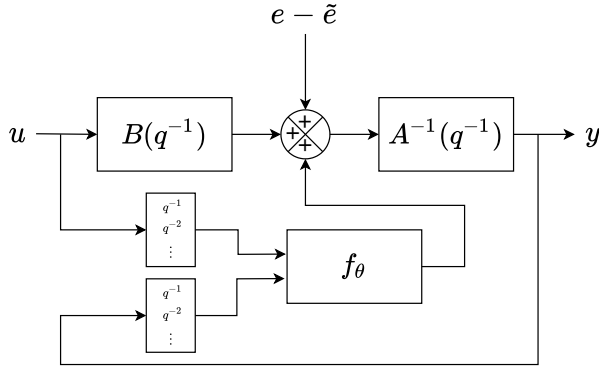 e − ẽ
u
B(q⁻¹)
+
+
+
A⁻¹(q⁻¹)
y
q⁻¹
q⁻²
⋮
f_θ
q⁻¹
q⁻²
⋮